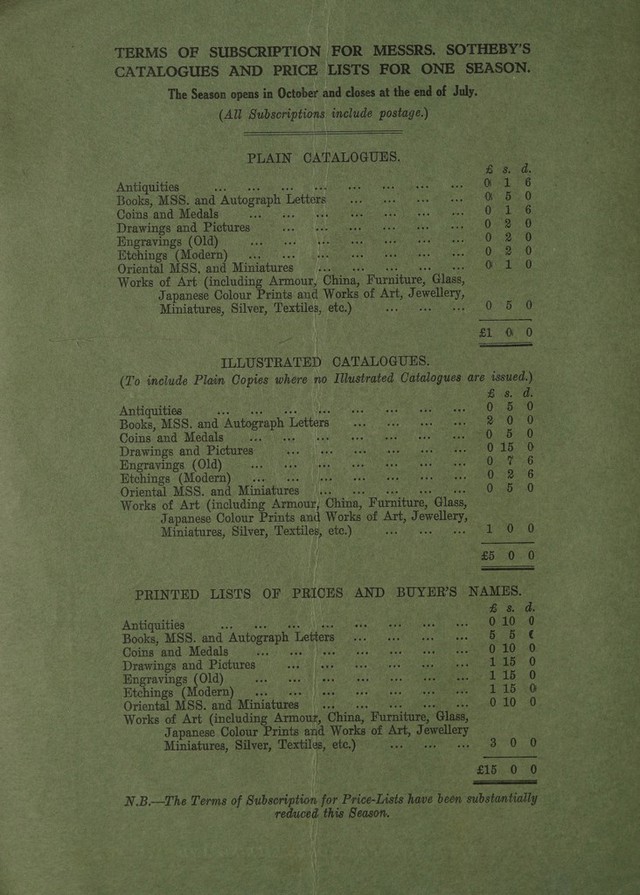 TERMS OF SUBSCRIPTION FOR MESSRS. SOTHEBY'S
CATALOGUES AND PRICE LISTS FOR ONE SEASON.
The Season opens in October and closes at the end of July.
(All Subscriptions include postage.)
PLAIN CATALOGUES.
£ s. d.
Antiquities ... ... ... ... ... ... ... ... 0 1 6
Books, MSS. and Autograph Letters ... ... ... ... 0 5 0
Coins and Medals ... ... ... ... ... ... ... 0 1 6
Drawings and Pictures ... ... ... ... ... ... 0 2 0
Engravings (Old) ... ... ... ... ... ... ... 0 2 0
Etchings (Modern) ... ... ... ... ... ... ... 0 2 0
Oriental MSS. and Miniatures ... ... ... ... ... 0 1 0
Works of Art (including Armour, China, Furniture, Glass,
Japanese Colour Prints and Works of Art, Jewellery,
Miniatures, Silver, Textiles, etc.) ... ... ... 0 5 0
£1 0 0
ILLUSTRATED CATALOGUES.
(To include Plain Copies where no Illustrated Catalogues are issued.)
£ s. d.
Antiquities ... ... ... ... ... ... ... ... 0 5 0
Books, MSS. and Autograph Letters ... ... ... ... 2 0 0
Coins and Medals ... ... ... ... ... ... ... 0 5 0
Drawings and Pictures ... ... ... ... ... ... 0 15 0
Engravings (Old) ... ... ... ... ... ... ... 0 7 6
Etchings (Modern) ... ... ... ... ... ... ... 0 2 6
Oriental MSS. and Miniatures ... ... ... ... ... 0 5 0
Works of Art (including Armour, China, Furniture, Glass,
Japanese Colour Prints and Works of Art, Jewellery,
Miniatures, Silver, Textiles, etc.) ... ... ... 1 0 0
£5 0 0
PRINTED LISTS OF PRICES AND BUYER'S NAMES.
£ s. d.
Antiquities ... ... ... ... ... ... ... ... 0 10 0
Books, MSS. and Autograph Letters ... ... ... ... 5 5
Coins and Medals ... ... ... ... ... ... ... 0 10 0
Drawings and Pictures ... ... ... ... ... ... 1 15 0
Engravings (Old) ... ... ... ... ... ... ... 1 15 0
Etchings (Modern) ... ... ... ... ... ... ... 1 15 0
Oriental MSS. and Miniatures ... ... ... ... ... 0 10 0
Works of Art (including Armour, China, Furniture, Glass,
Japanese Colour Prints and Works of Art, Jewellery
Miniatures, Silver, Textiles, etc.) ... ... ... 3 0 0
£15 0 0
N.B.—The Terms of Subscription for Price-Lists have been substantially
reduced this Season.